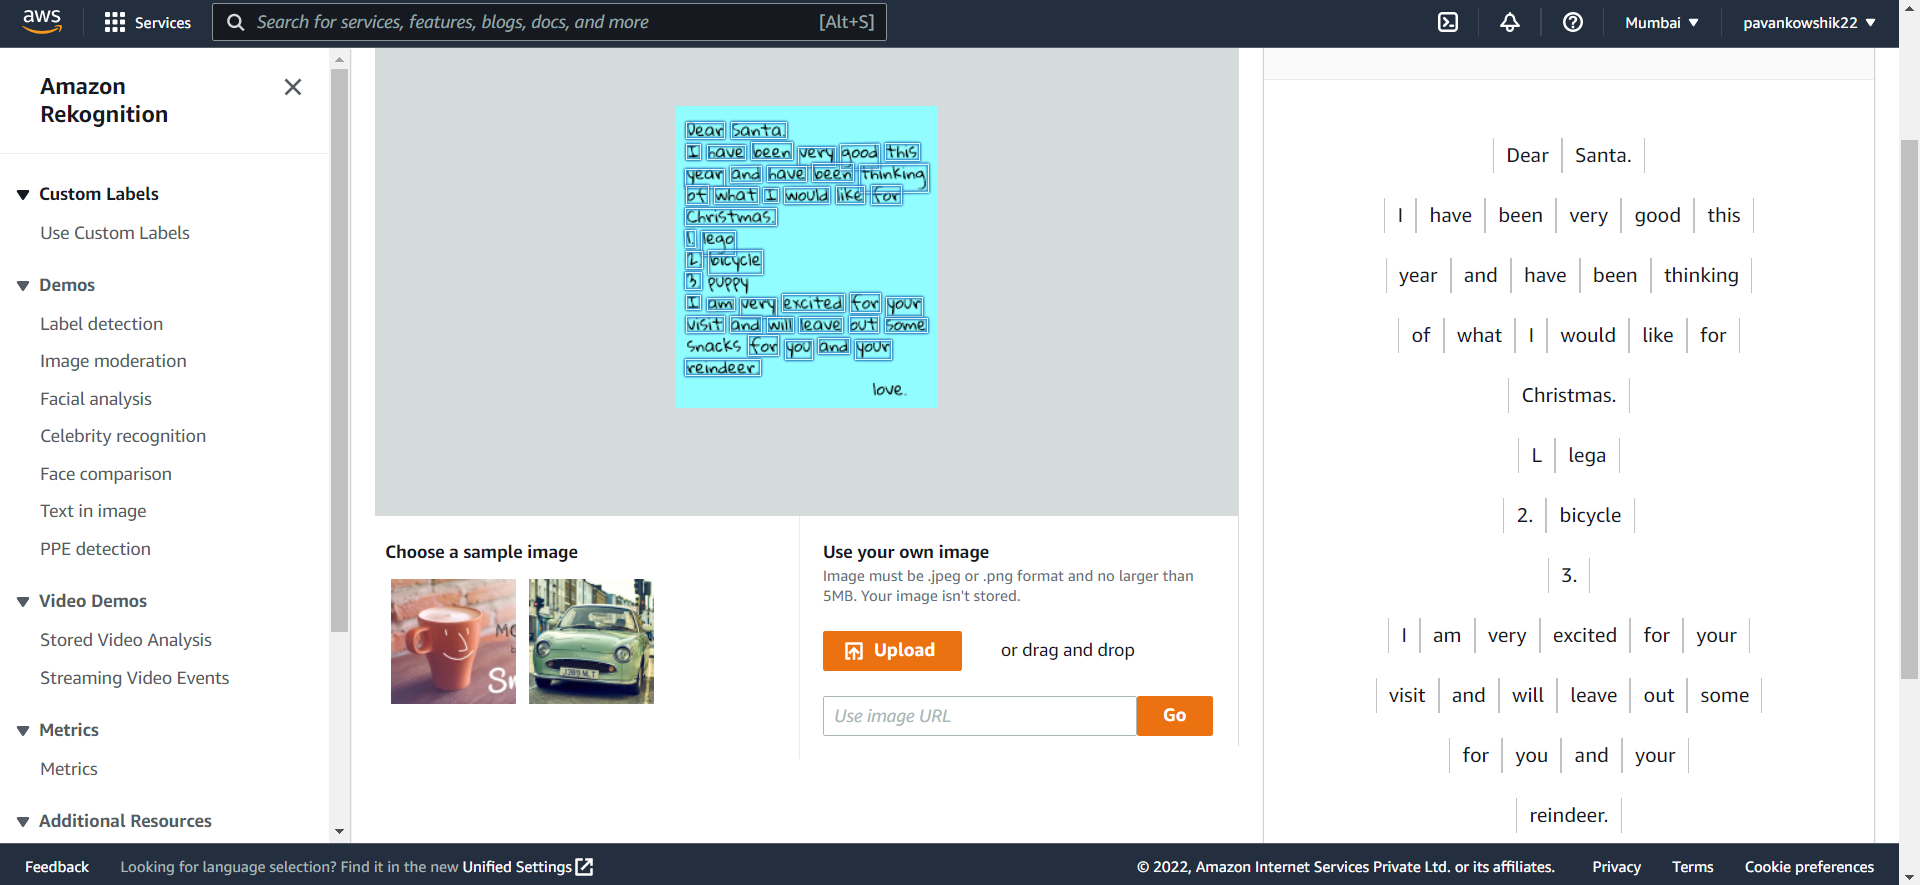 aws
Services
Search for services, features, blogs, docs, and more
[Alt+S]
Mumbai
pavankowshik22
Amazon
Rekognition
Custom Labels
Use Custom Labels
Demos
Label detection
Image moderation
Facial analysis
Celebrity recognition
Face comparison
Text in image
PPE detection
Video Demos
Stored Video Analysis
Streaming Video Events
Metrics
Metrics
Additional Resources
Dear Santa.
I have been very good this
year and have been thinking
of what I would like for
Christmas.
1. lego
2. bicycle
3. puppy
I am very excited for your
visit and will leave out some
snacks for you and your
reindeer.
love.
Choose a sample image
Use your own image
Image must be .jpeg or .png format and no larger than
5MB. Your image isn't stored.
Upload
or drag and drop
Use image URL
Go
Dear Santa.
I have been very good this
year and have been thinking
of what I would like for
Christmas.
L lega
2. bicycle
3.
I am very excited for your
visit and will leave out some
for you and your
reindeer.
Feedback
Looking for language selection? Find it in the new Unified Settings
© 2022, Amazon Internet Services Private Ltd. or its affiliates.
Privacy
Terms
Cookie preferences